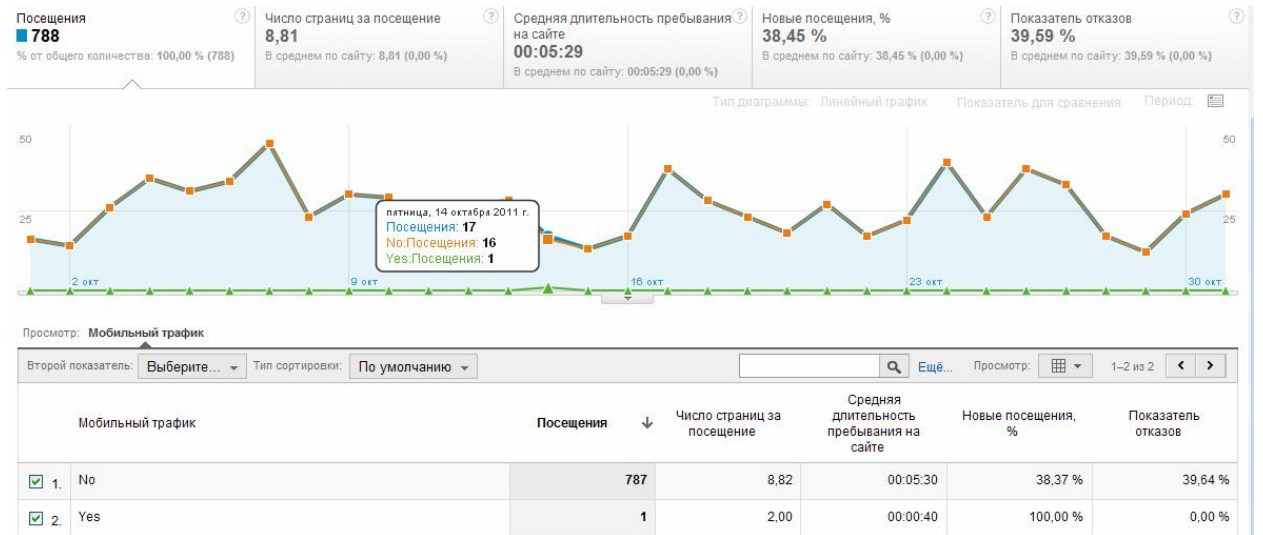 Посещения
788
% от общего количества: 100,00 % (788)
Число страниц за посещение
8,81
В среднем по сайту: 8,81 (0,00 %)
Средняя длительность пребывания
на сайте
00:05:29
В среднем по сайту: 00:05:29 (0,00 %)
Новые посещения, %
38,45 %
В среднем по сайту: 38,45 % (0,00 %)
Показатель отказов
39,59 %
В среднем по сайту: 39,59 % (0,00 %)
Тип диаграммы: Линейный график Показатель для сравнения Период:
50 50
25 25
пятница, 14 октября 2011 г.
Посещения: 17
No:Посещения: 16
Yes:Посещения: 1
2 окт 9 окт 16 окт 23 окт 30 окт
Просмотр: Мобильный трафик
Второй показатель: Выберите... Тип сортировки: По умолчанию Ещё... Просмотр: 1–2 из 2
Мобильный трафик
Посещения
Число страниц за
посещение
Средняя
длительность
пребывания на
сайте
Новые посещения,
%
Показатель
отказов
1. No 787 8,82 00:05:30 38,37 % 39,64 %
2. Yes 1 2,00 00:00:40 100,00 % 0,00 %